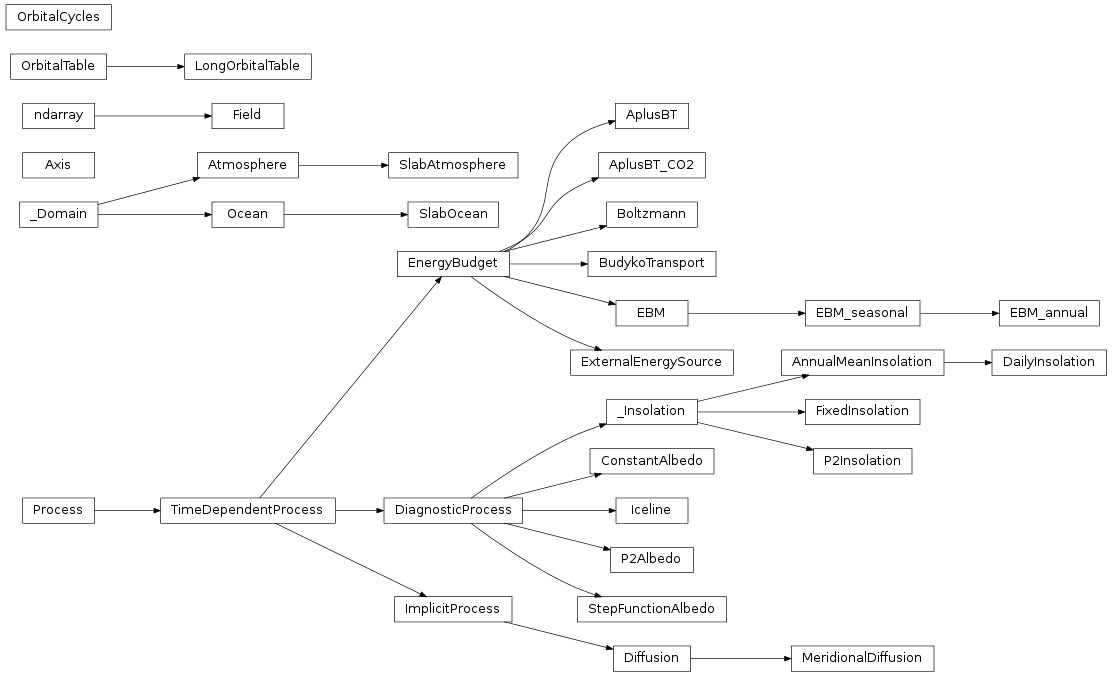 OrbitalCycles
OrbitalTable
LongOrbitalTable
ndarray
Field
AplusBT
Axis
Atmosphere
SlabAtmosphere
AplusBT_CO2
_Domain
Ocean
SlabOcean
Boltzmann
EnergyBudget
BudykoTransport
EBM
EBM_seasonal
EBM_annual
ExternalEnergySource
AnnualMeanInsolation
DailyInsolation
_Insolation
FixedInsolation
ConstantAlbedo
P2Insolation
Process
TimeDependentProcess
DiagnosticProcess
Iceline
P2Albedo
ImplicitProcess
StepFunctionAlbedo
Diffusion
MeridionalDiffusion